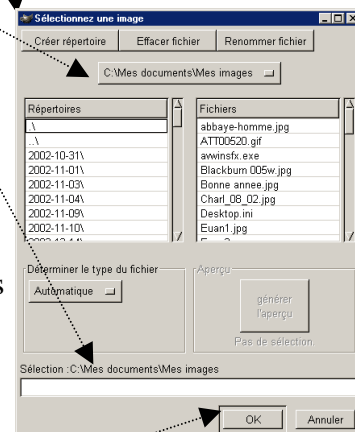 Sélectionnez une image
Créer répertoire Effacer fichier Renommer fichier
C:\Mes documents\Mes images
Répertoires
.\
..\
2002-10-31\
2002-11-01\
2002-11-03\
2002-11-04\
2002-11-09\
2002-11-10\
Fichiers
abbaye-homme.jpg
ATT00520.gif
awinsfx.exe
Blackburn 005w.jpg
Bonne annee.jpg
Charl_08_02.jpg
Desktop.ini
Euan1.jpg
Déterminer le type du fichier
Automatique
Aperçu
générer
l'aperçu
Pas de sélection.
s
Sélection :C:\Mes documents\Mes images
OK Annuler